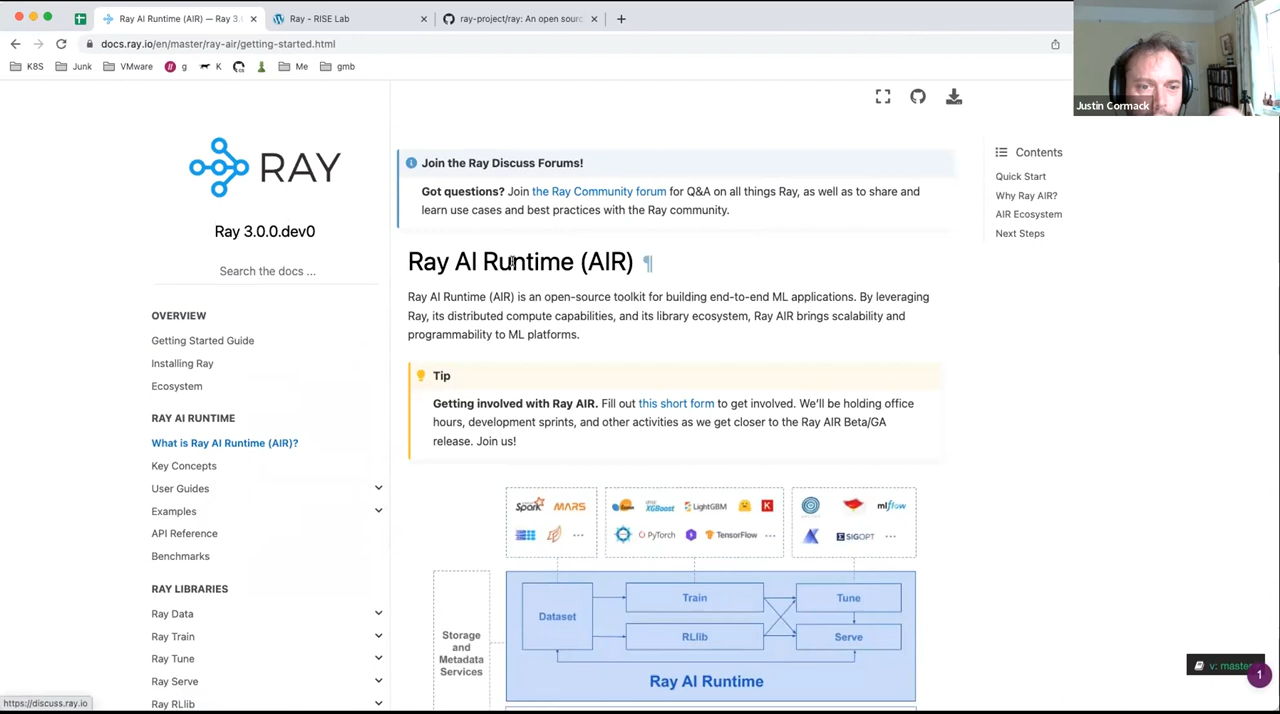 Ray AI Runtime (AIR) — Ray 3.
Ray - RISE Lab
ray-project/ray: An open sour
docs.ray.io/en/master/ray-air/getting-started.html
K8S
Junk
VMware
g
K
Me
gmb
Justin Cormack
RAY
Ray 3.0.0.dev0
Search the docs ...
OVERVIEW
Getting Started Guide
Installing Ray
Ecosystem
RAY AI RUNTIME
What is Ray AI Runtime (AIR)?
Key Concepts
User Guides
Examples
API Reference
Benchmarks
RAY LIBRARIES
Ray Data
Ray Train
Ray Tune
Ray Serve
Ray RLlib
https://discuss.ray.io
Join the Ray Discuss Forums!
Got questions? Join the Ray Community forum for Q&A on all things Ray, as well as to share and
learn use cases and best practices with the Ray community.
Ray AI Runtime (AIR) ¶
Ray AI Runtime (AIR) is an open-source toolkit for building end-to-end ML applications. By leveraging
Ray, its distributed compute capabilities, and its library ecosystem, Ray AIR brings scalability and
programmability to ML platforms.
Tip
Getting involved with Ray AIR. Fill out this short form to get involved. We'll be holding office
hours, development sprints, and other activities as we get closer to the Ray AIR Beta/GA
release. Join us!
Spark
MARS
XGBoost
LightGBM
K
mlflow
PyTorch
TensorFlow
...
SIGOPT
...
Storage
and
Metadata
Services
Dataset
Train
RLlib
Tune
Serve
Ray AI Runtime
Contents
Quick Start
Why Ray AIR?
AIR Ecosystem
Next Steps
v: master
1